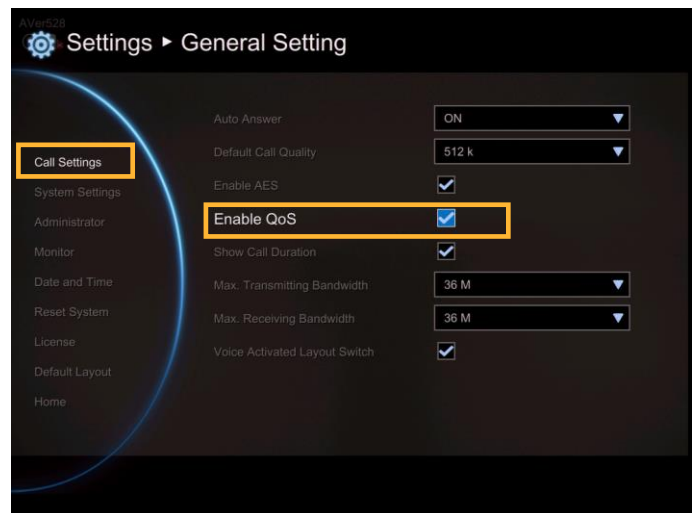 AVer528
Settings ► General Setting
Auto Answer ON
Call Settings
Default Call Quality 512 k
System Settings
Enable AES
Administrator
Enable QoS
Monitor
Show Call Duration
Date and Time
Max. Transmitting Bandwidth 36 M
Reset System
Max. Receiving Bandwidth 36 M
License
Voice Activated Layout Switch
Default Layout
Home